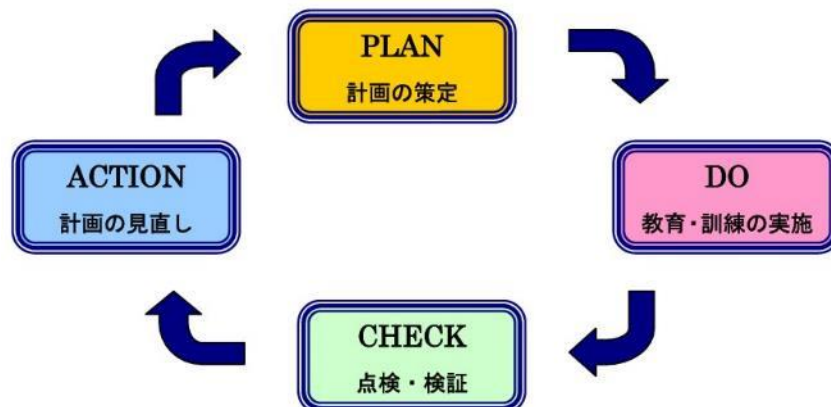 PLAN
計画の策定
ACTION
計画の見直し
DO
教育・訓練の実施
CHECK
点検・検証